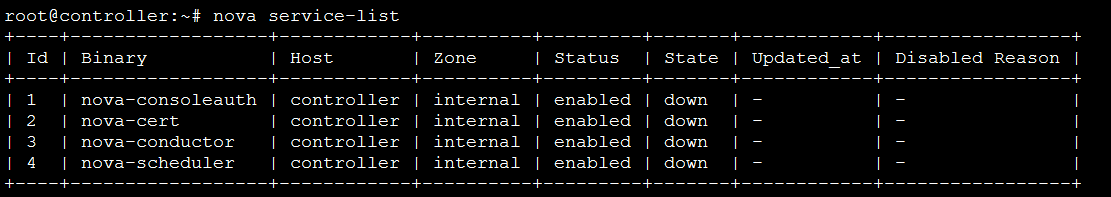 root@controller:~# nova service-list
+----+------------------+------------+----------+---------+-------+------------+-----------------+
| Id | Binary           | Host       | Zone     | Status  | State | Updated_at | Disabled Reason |
+----+------------------+------------+----------+---------+-------+------------+-----------------+
| 1  | nova-consoleauth | controller | internal | enabled | down  | -          | -               |
| 2  | nova-cert        | controller | internal | enabled | down  | -          | -               |
| 3  | nova-conductor   | controller | internal | enabled | down  | -          | -               |
| 4  | nova-scheduler   | controller | internal | enabled | down  | -          | -               |
+----+------------------+------------+----------+---------+-------+------------+-----------------+